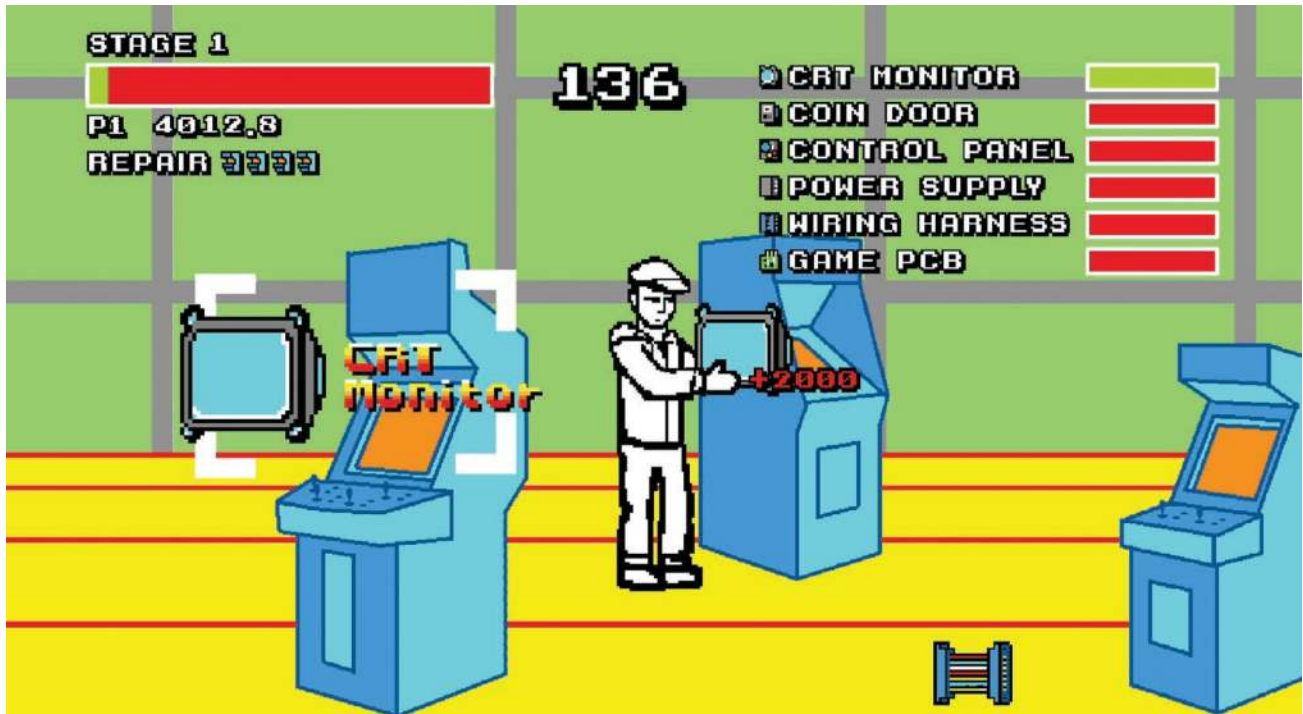 STAGE 1
P1 4012.8
REPAIR
136
CRT MONITOR
COIN DOOR
CONTROL PANEL
POWER SUPPLY
WIRING HARNESS
GAME PCB
CRT
Monitor
+2000